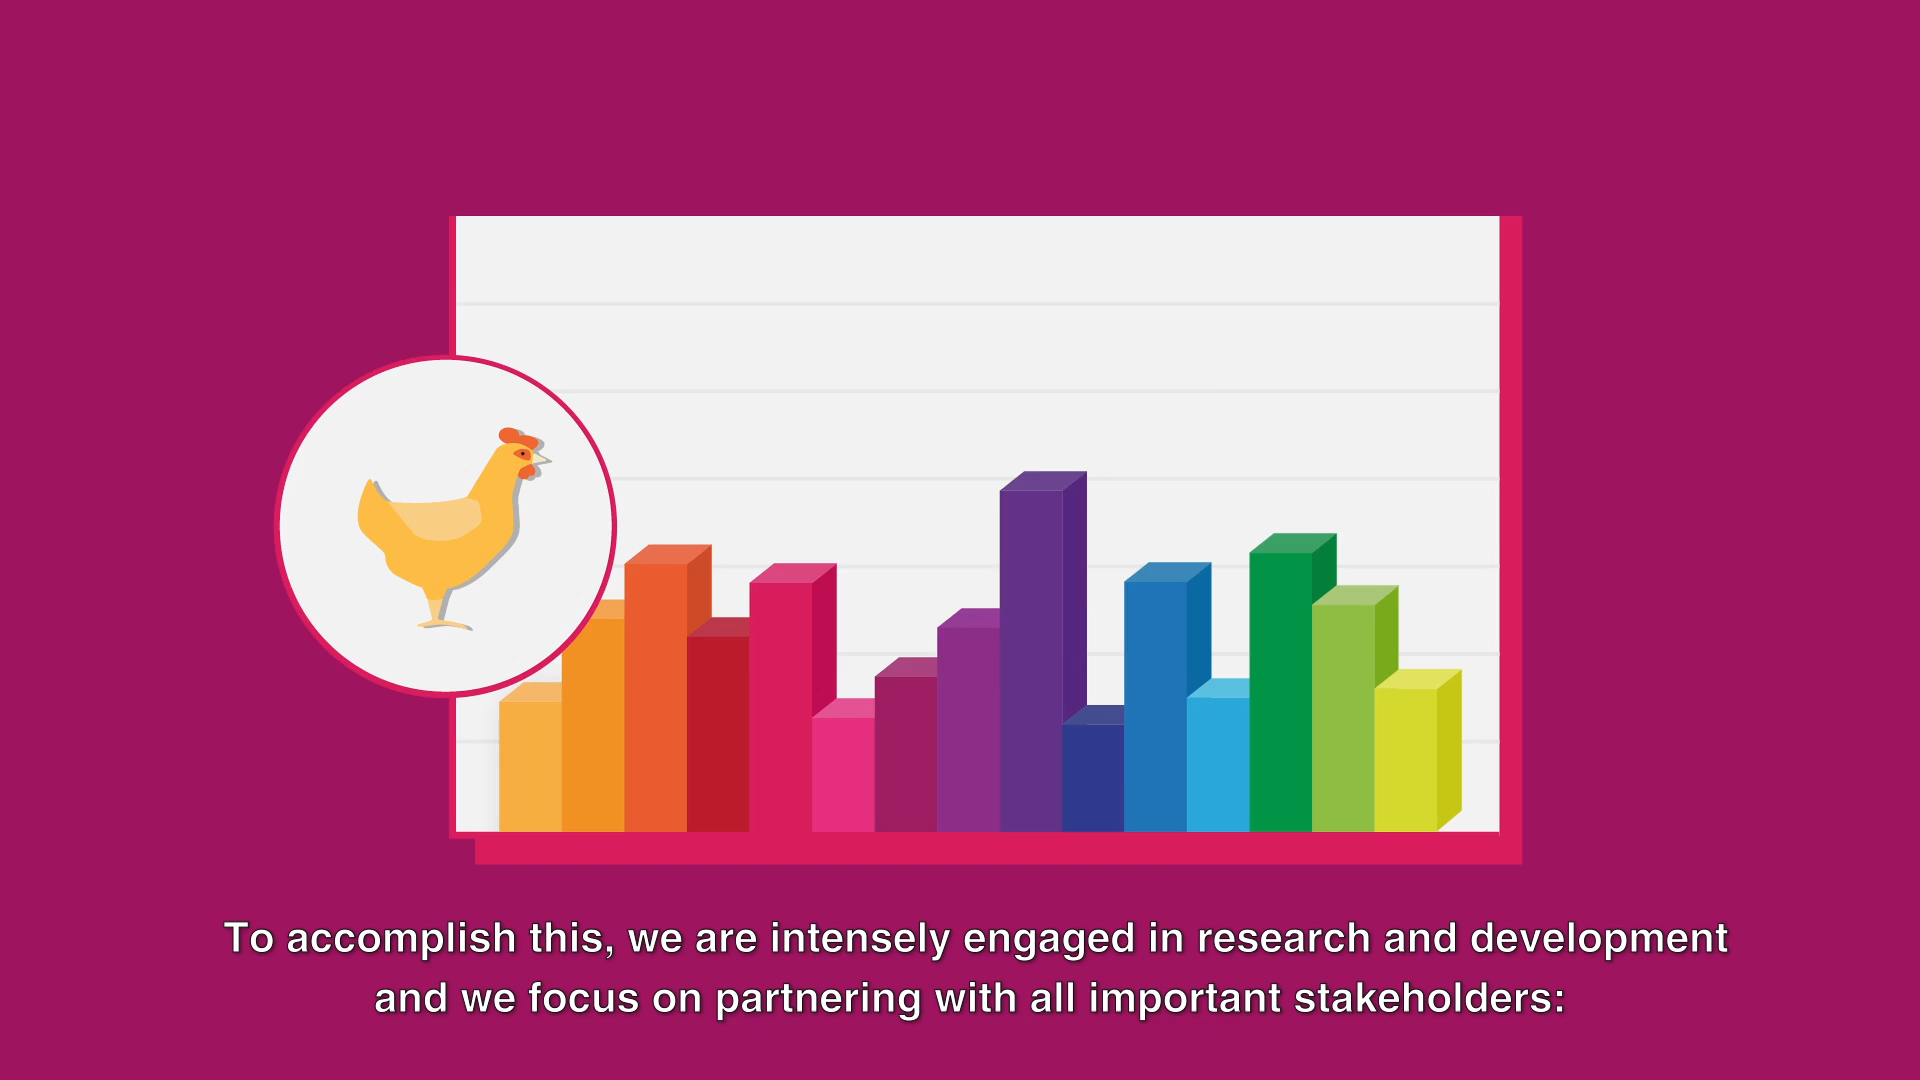 To accomplish this, we are intensely engaged in research and development
and we focus on partnering with all important stakeholders: